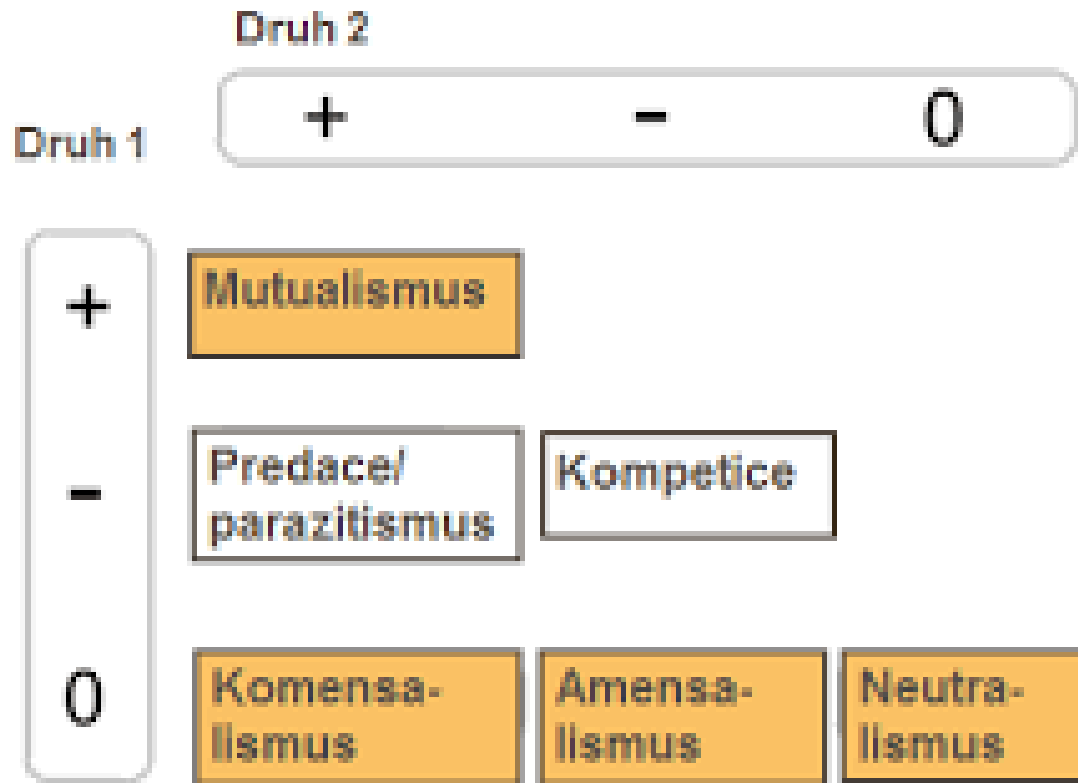 Druh 2
+ - 0
Druh 1
+
Mutualismus
-
Predace/
parazitismus
Kompetice
0
Komensa-
lismus
Amensa-
lismus
Neutra-
lismus